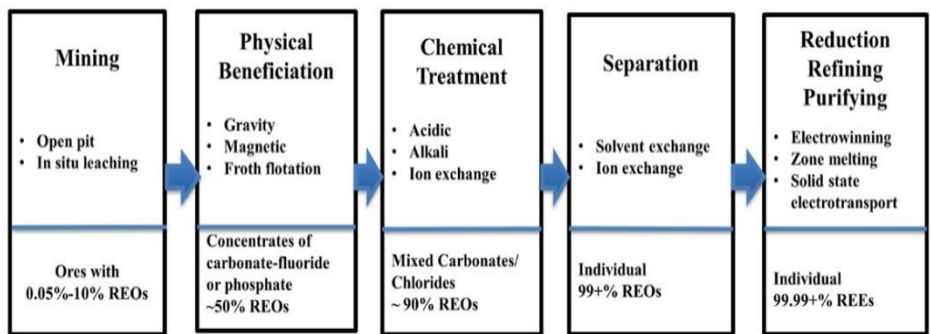 Mining
• Open pit
• In situ leaching
Ores with
0.05%-10% REOs
Physical
Beneficiation
• Gravity
• Magnetic
• Froth flotation
Concentrates of
carbonate-fluoride
or phosphate
~50% REOs
Chemical
Treatment
• Acidic
• Alkali
• Ion exchange
Mixed Carbonates/
Chlorides
~ 90% REOs
Separation
• Solvent exchange
• Ion exchange
Individual
99+% REOs
Reduction
Refining
Purifying
• Electrowinning
• Zone melting
• Solid state
electrotransport
Individual
99.99+% REEs